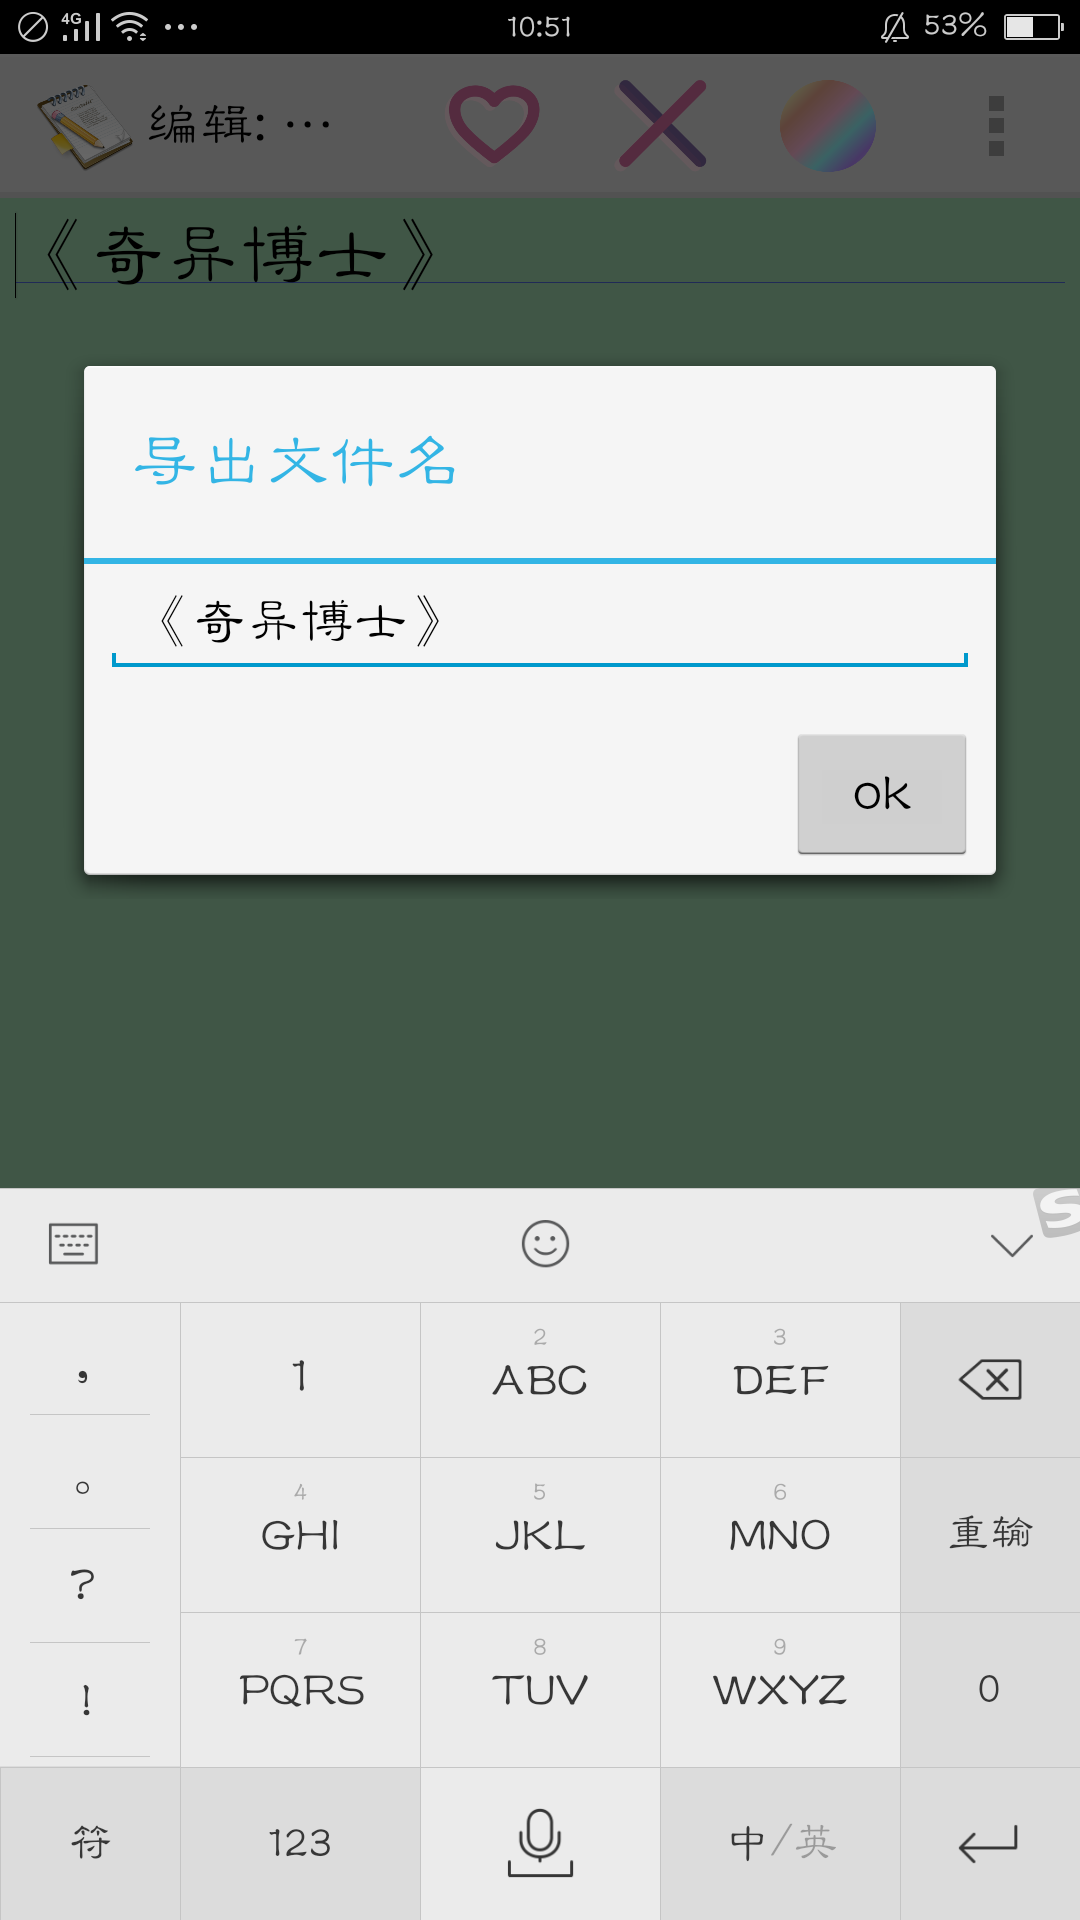 4G 10:51 53%
编辑: ...
《奇异博士》
导出文件名
《奇异博士》
ok
S
, 1 2 ABC 3 DEF
。 4 GHI 5 JKL 6 MNO 重输
? 7 PQRS 8 TUV 9 WXYZ 0
!
符 123 中/英